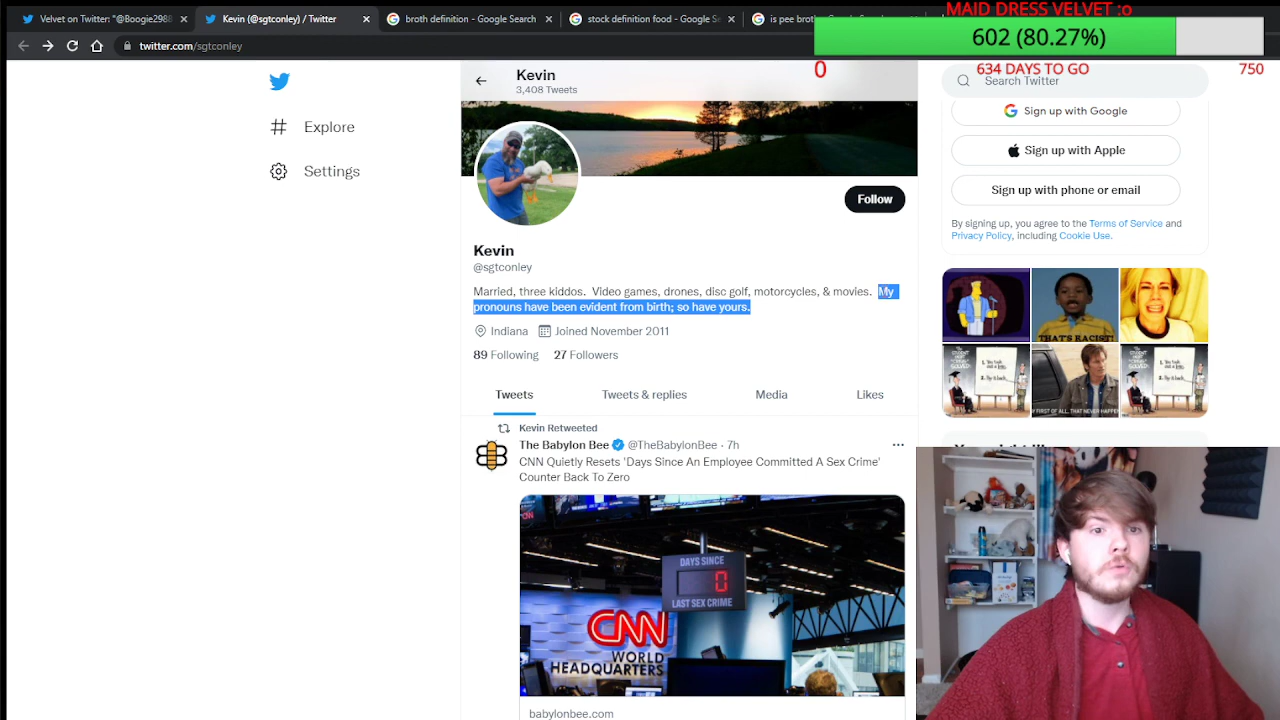 Velvet on Twitter: "@Boogie2988
Kevin (@sgtconley) / Twitter
broth definition - Google Search
stock definition food - Google Se
MAID DRESS VELVET :o
602 (80.27%)
0
634 DAYS TO GO
750
twitter.com/sgtconley
Explore
Settings
Kevin
3,408 Tweets
Follow
Kevin
@sgtconley
Married, three kiddos. Video games, drones, disc golf, motorcycles, & movies. My
pronouns have been evident from birth; so have yours.
Indiana
Joined November 2011
89 Following
27 Followers
Tweets
Tweets & replies
Media
Likes
Kevin Retweeted
The Babylon Bee @TheBabylonBee · 7h
CNN Quietly Resets 'Days Since An Employee Committed A Sex Crime'
Counter Back To Zero
DAYS SINCE
0
LAST SEX CRIME
CNN
WORLD
HEADQUARTERS
babylonbee.com
Search Twitter
Sign up with Google
Sign up with Apple
Sign up with phone or email
By signing up, you agree to the Terms of Service and
Privacy Policy, including Cookie Use.
THAT'S RACIST!